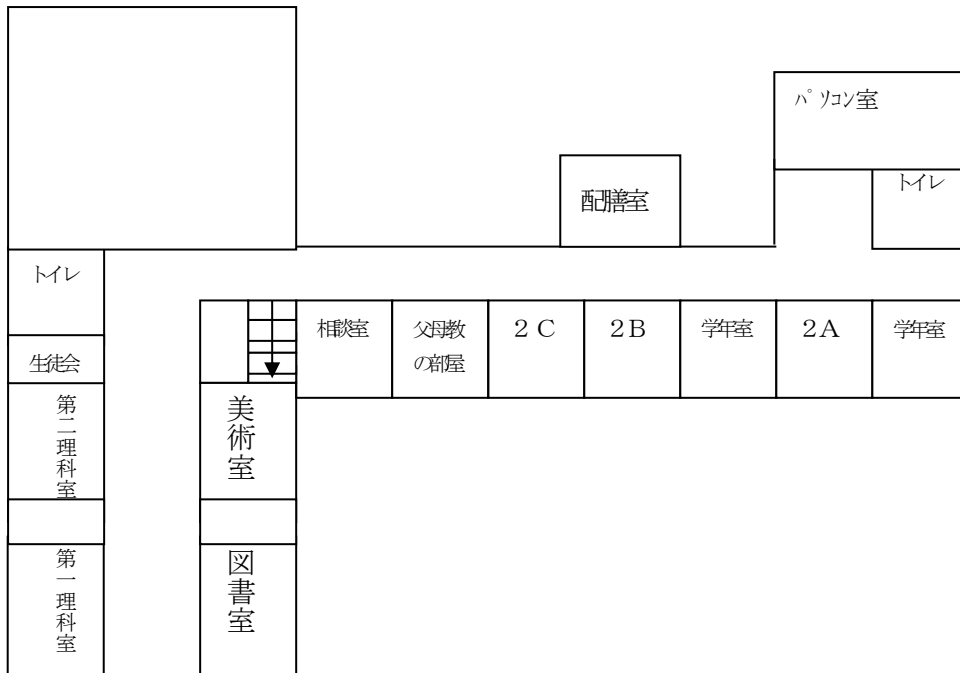 パソコン室
トイレ
配膳室
トイレ
生徒会
第二理科室
第一理科室
美術室
図書室
相談室
父母教
の部屋
2C
2B
学年室
2A
学年室